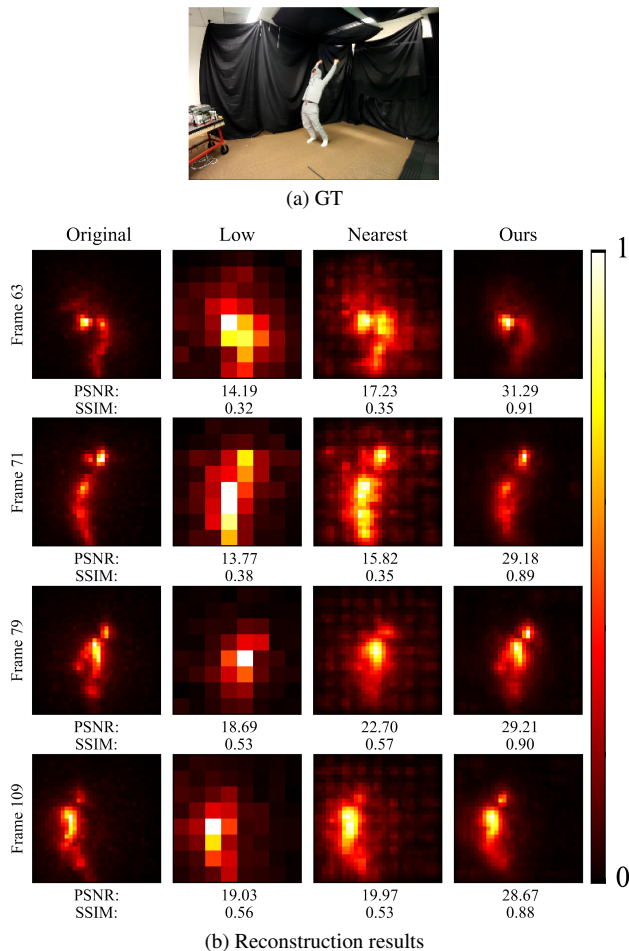 (a) GT
Original Low Nearest Ours
1
Frame 63
PSNR: 14.19 17.23 31.29
SSIM: 0.32 0.35 0.91
Frame 71
PSNR: 13.77 15.82 29.18
SSIM: 0.38 0.35 0.89
Frame 79
PSNR: 18.69 22.70 29.21
SSIM: 0.53 0.57 0.90
Frame 109
0
PSNR: 19.03 19.97 28.67
SSIM: 0.56 0.53 0.88
(b) Reconstruction results